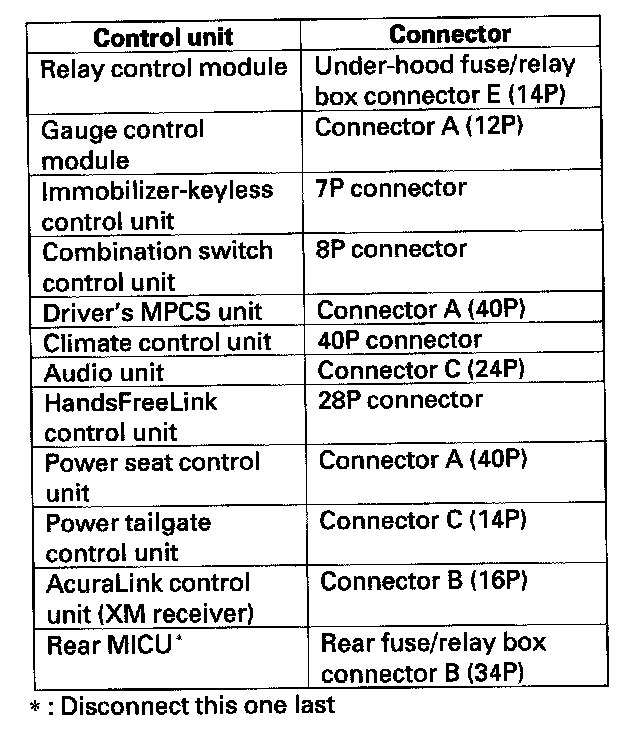 Control unit Connector
Relay control module Under-hood fuse/relay
box connector E (14P)
Gauge control Connector A (12P)
module
Immobilizer-keyless 7P connector
control unit
Combination switch 8P connector
control unit
Driver's MPCS unit Connector A (40P)
Climate control unit 40P connector
Audio unit Connector C (24P)
HandsFreeLink 28P connector
control unit
Power seat control Connector A (40P)
unit
Power tailgate Connector C (14P)
control unit
AcuraLink control Connector B (16P)
unit (XM receiver)
Rear MICU* Rear fuse/relay box
connector B (34P)
* : Disconnect this one last